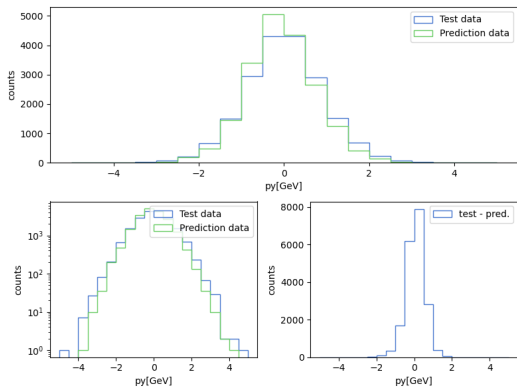 5000
4000
3000
2000
1000
0
counts
Test data
Prediction data
−4 −2 0 2 4
py[GeV]
10³
10²
10¹
10⁰
counts
Test data
Prediction data
−4 −2 0 2 4
py[GeV]
8000
6000
4000
2000
0
counts
test - pred.
−4 −2 0 2 4
py[GeV]